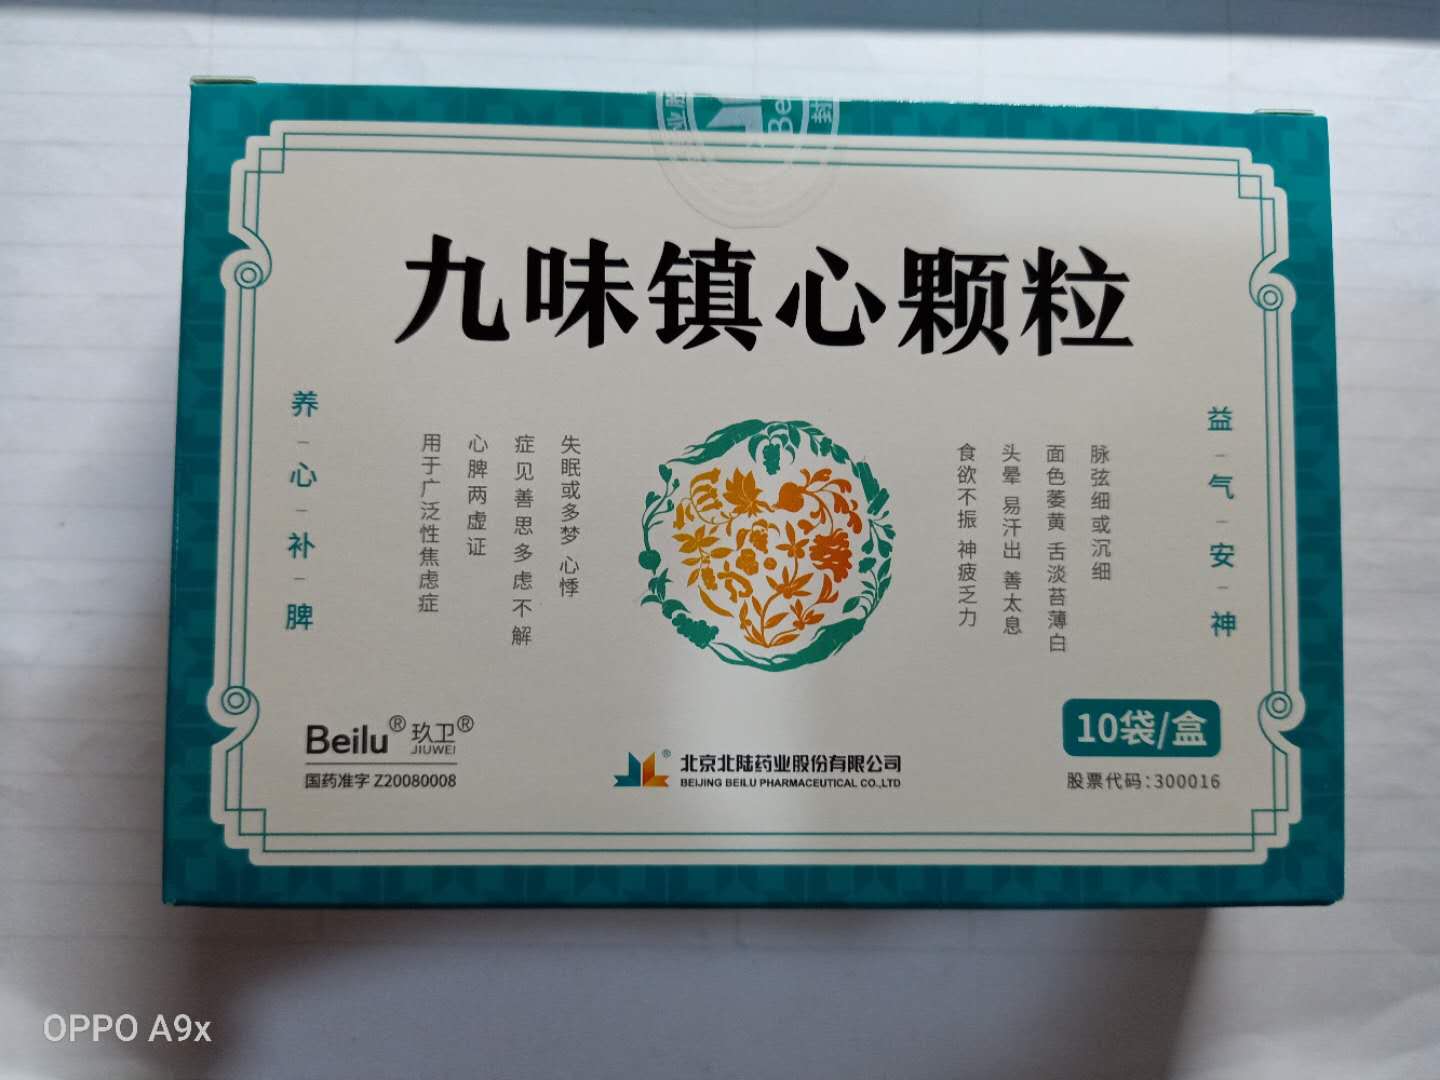 九味镇心颗粒
养-心-补-脾
用于广泛性焦虑症
心脾两虚证
症见善思多虑不解
失眠或多梦 心悸
食欲不振 神疲乏力
头晕 易汗出 善太息
面色萎黄 舌淡苔薄白
脉弦细或沉细
益-气-安-神
Beilu® 玖卫®
JIUWEI
国药准字 Z20080008
® 北京北陆药业股份有限公司
BEIJING BEILU PHARMACEUTICAL CO.,LTD
10袋/盒
股票代码:300016
OPPO A9x